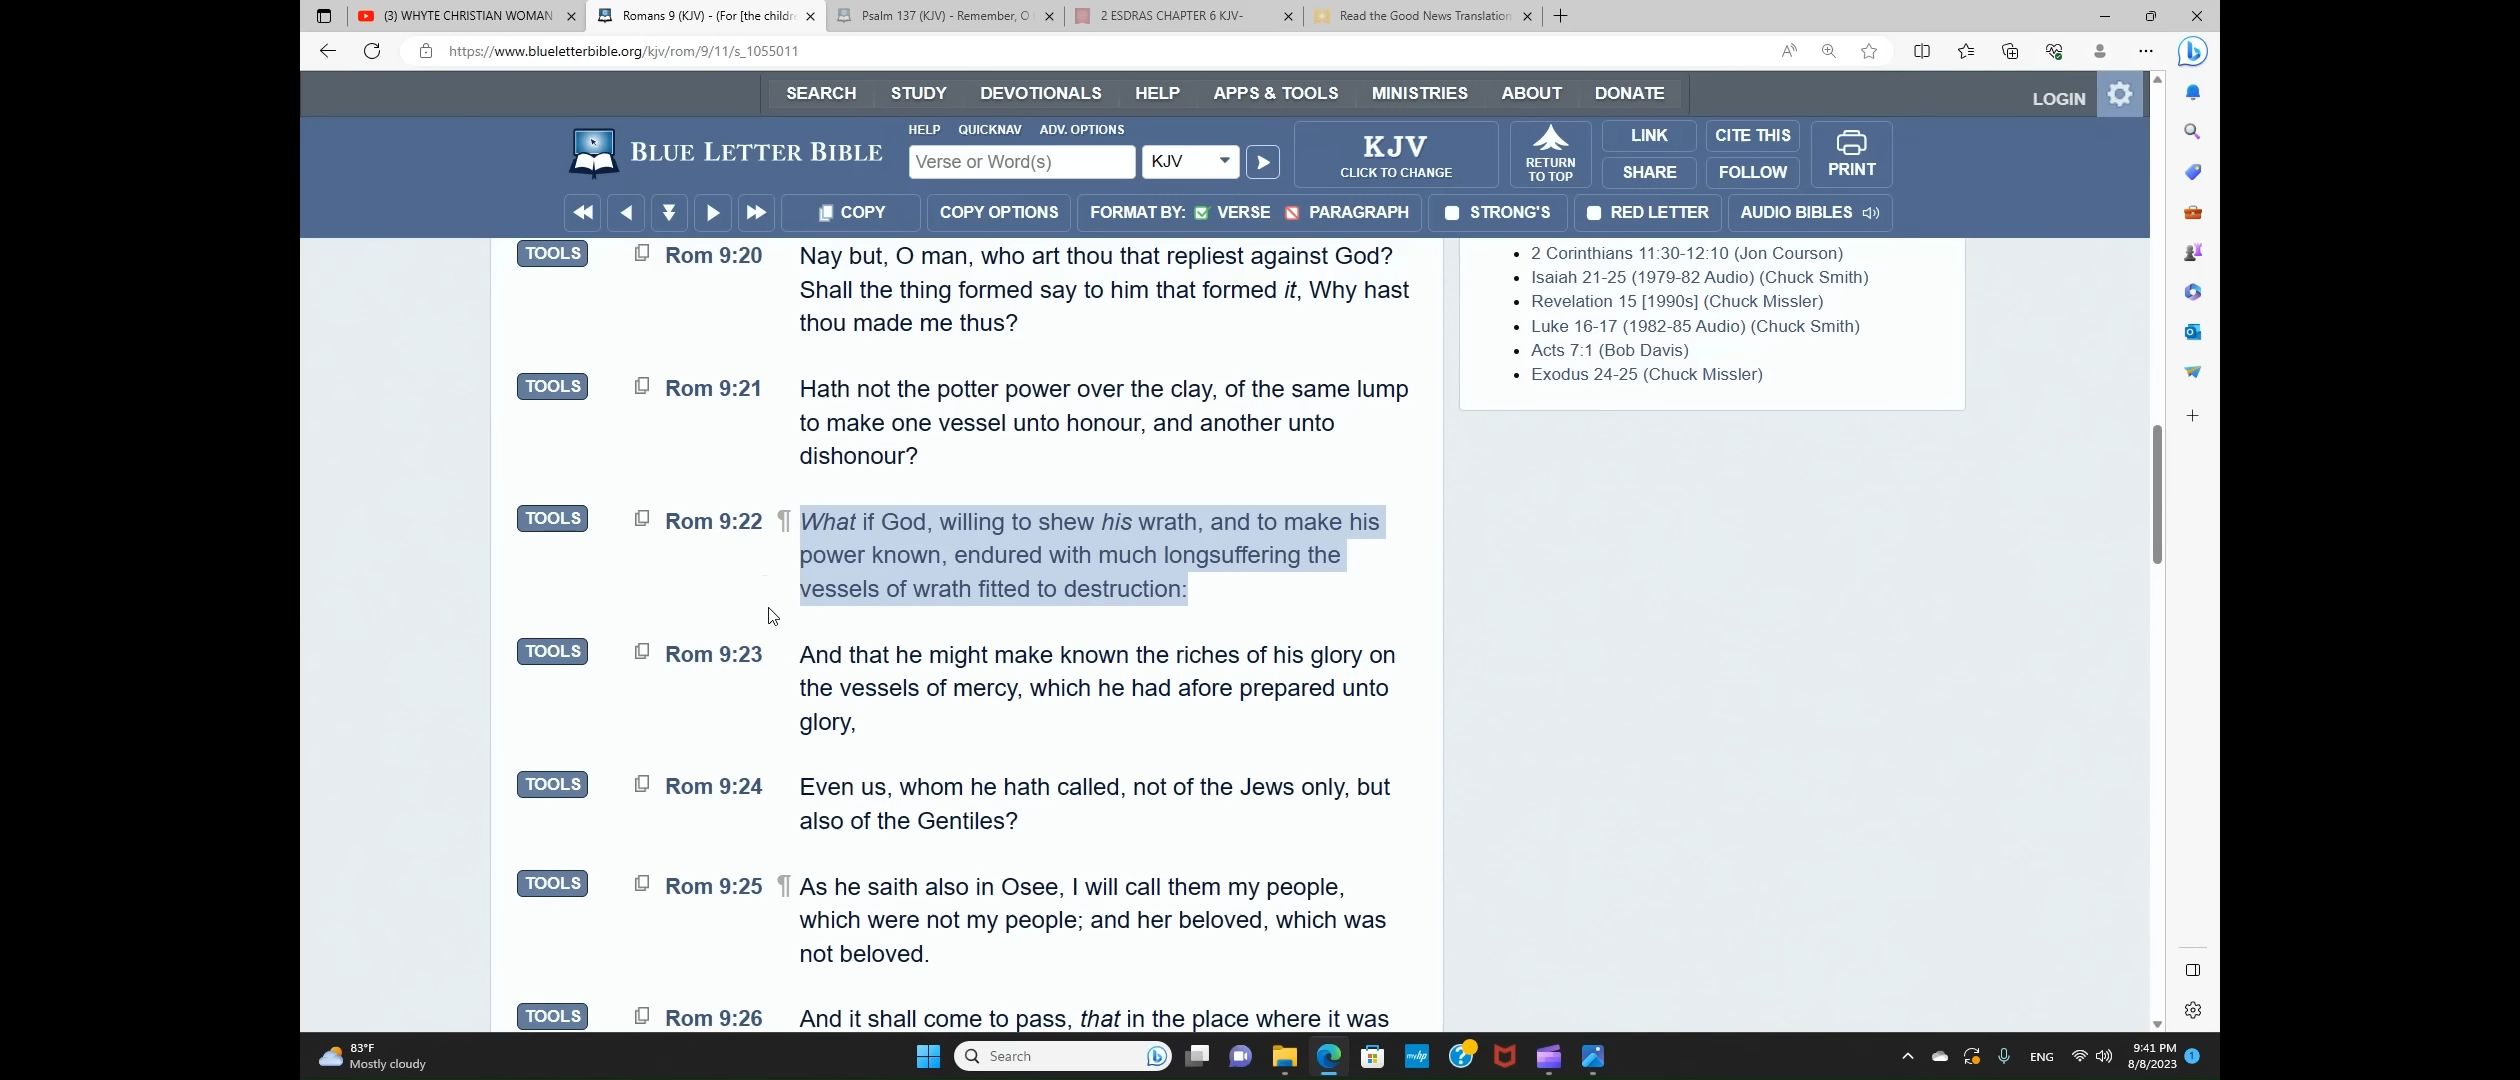 (3) WHYTE CHRISTIAN WOMAN
Romans 9 (KJV) - (For [the childr
Psalm 137 (KJV) - Remember, O
2 ESDRAS CHAPTER 6 KJV-
Read the Good News Translation
https://www.blueletterbible.org/kjv/rom/9/11/s_1055011
SEARCH STUDY DEVOTIONALS HELP APPS & TOOLS MINISTRIES ABOUT DONATE
LOGIN
BLUE LETTER BIBLE
HELP QUICKNAV ADV. OPTIONS
Verse or Word(s)
KJV
KJV
CLICK TO CHANGE
RETURN
TO TOP
LINK
CITE THIS
SHARE
FOLLOW
PRINT
COPY
COPY OPTIONS
FORMAT BY: VERSE PARAGRAPH
STRONG'S
RED LETTER
AUDIO BIBLES
TOOLS Rom 9:20 Nay but, O man, who art thou that repliest against God?
Shall the thing formed say to him that formed it, Why hast
thou made me thus?
TOOLS Rom 9:21 Hath not the potter power over the clay, of the same lump
to make one vessel unto honour, and another unto
dishonour?
TOOLS Rom 9:22 ¶ What if God, willing to shew his wrath, and to make his
power known, endured with much longsuffering the
vessels of wrath fitted to destruction:
TOOLS Rom 9:23 And that he might make known the riches of his glory on
the vessels of mercy, which he had afore prepared unto
glory,
TOOLS Rom 9:24 Even us, whom he hath called, not of the Jews only, but
also of the Gentiles?
TOOLS Rom 9:25 ¶ As he saith also in Osee, I will call them my people,
which were not my people; and her beloved, which was
not beloved.
TOOLS Rom 9:26 And it shall come to pass, that in the place where it was
• 2 Corinthians 11:30-12:10 (Jon Courson)
• Isaiah 21-25 (1979-82 Audio) (Chuck Smith)
• Revelation 15 [1990s] (Chuck Missler)
• Luke 16-17 (1982-85 Audio) (Chuck Smith)
• Acts 7:1 (Bob Davis)
• Exodus 24-25 (Chuck Missler)
83°F
Mostly cloudy
Search
myhp
ENG
9:41 PM
8/8/2023
1